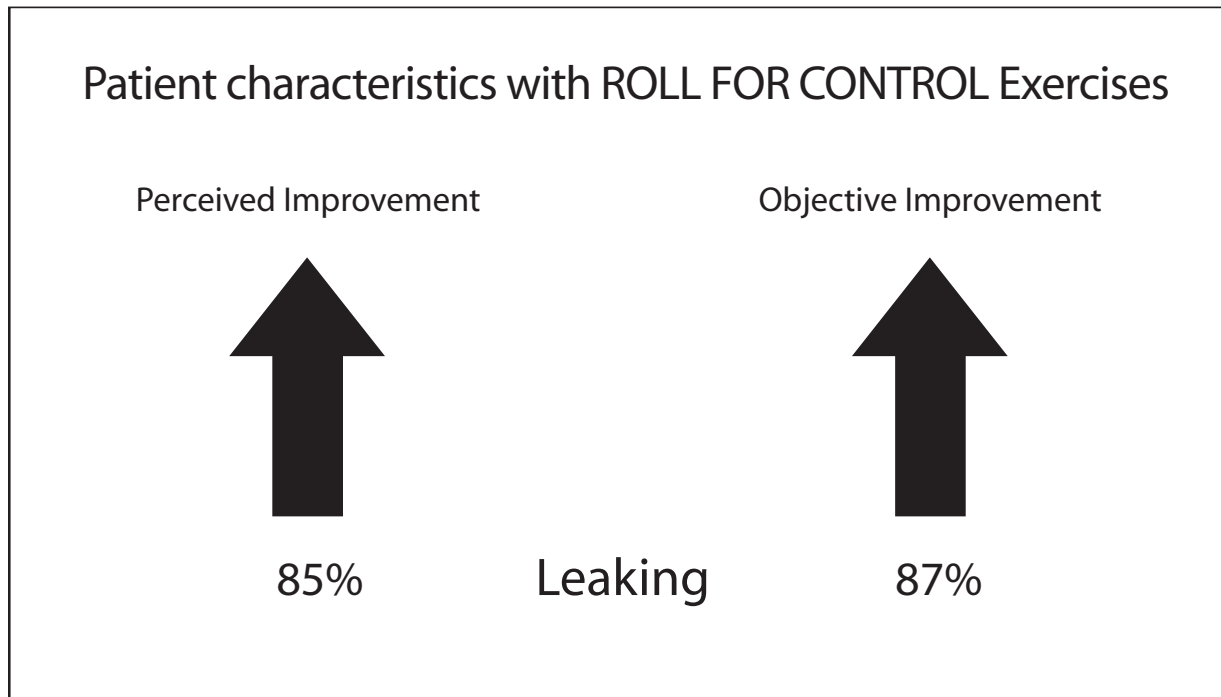 Patient characteristics with ROLL FOR CONTROL Exercises
Perceived Improvement
Objective Improvement
85%
Leaking
87%